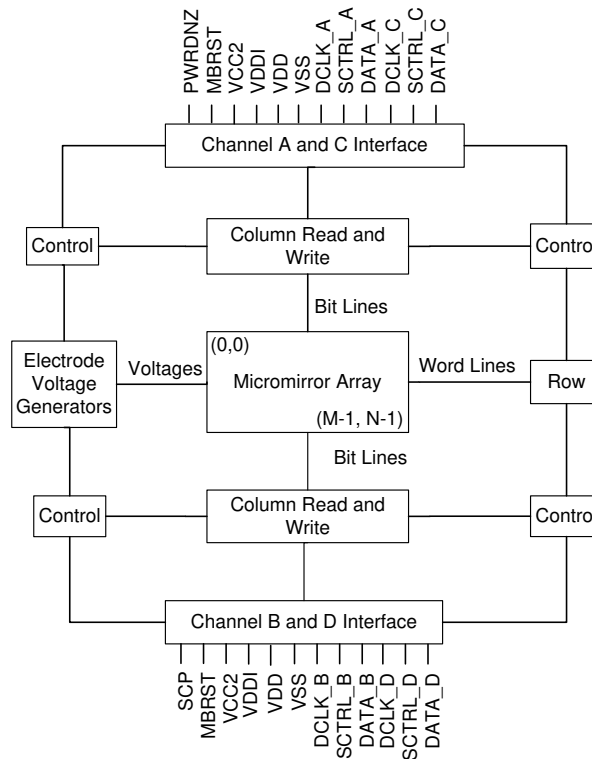 PWRDNZ
MBRST
VCC2
VDDI
VDD
VSS
DCLK_A
SCTRL_A
DATA_A
DCLK_C
SCTRL_C
DATA_C
Channel A and C Interface
Control
Column Read and
Write
Control
Bit Lines
(0,0)
Electrode
Voltage
Generators
Voltages
Micromirror Array
Word Lines
Row
(M-1, N-1)
Bit Lines
Control
Column Read and
Write
Control
Channel B and D Interface
SCP
MBRST
VCC2
VDDI
VDD
VSS
DCLK_B
SCTRL_B
DATA_B
DCLK_D
SCTRL_D
DATA_D